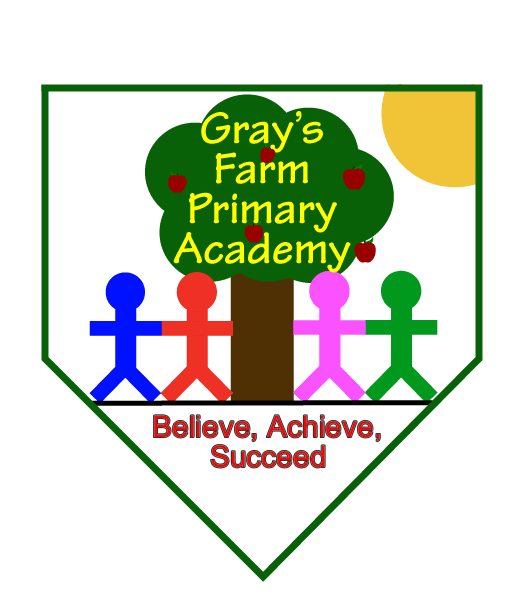 Gray's
Farm
Primary
Academy
Believe, Achieve,
Succeed